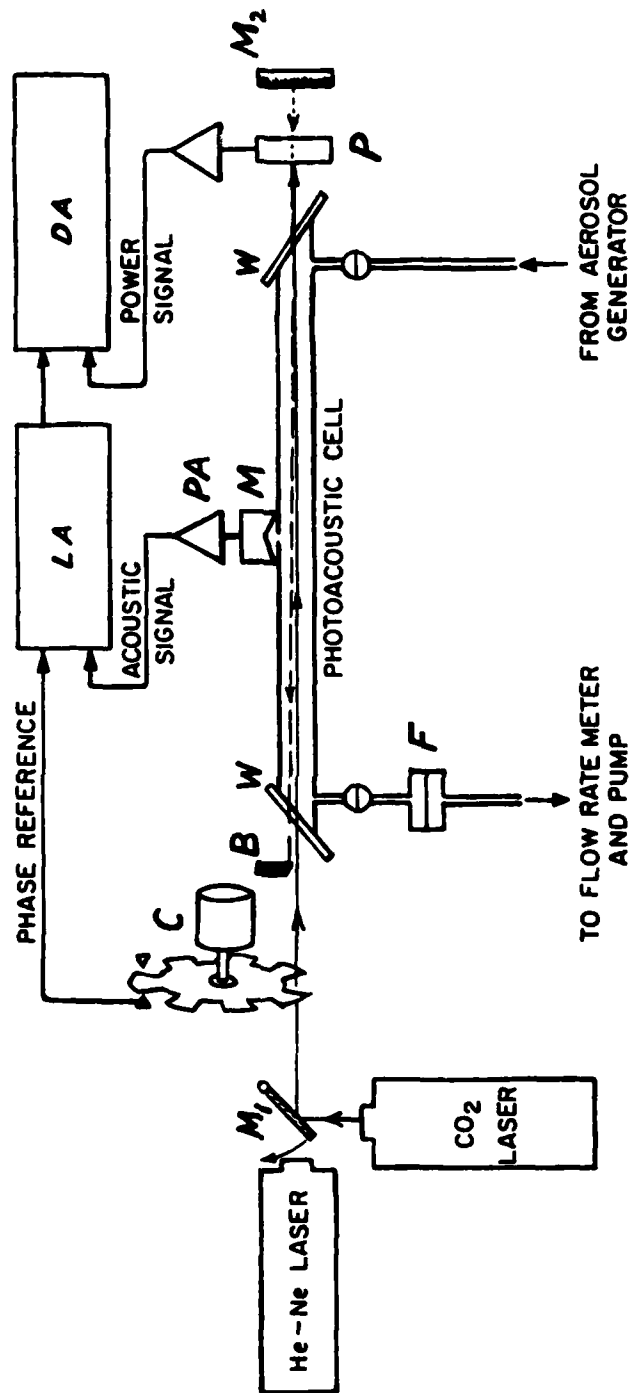 He-Ne LASER
M1
CO2
LASER
PHASE REFERENCE
C
B
W
LA
ACOUSTIC
SIGNAL
PA
M
PHOTOACOUSTIC CELL
F
TO FLOW RATE METER
AND PUMP
DA
POWER
SIGNAL
W
P
M2
FROM AEROSOL
GENERATOR